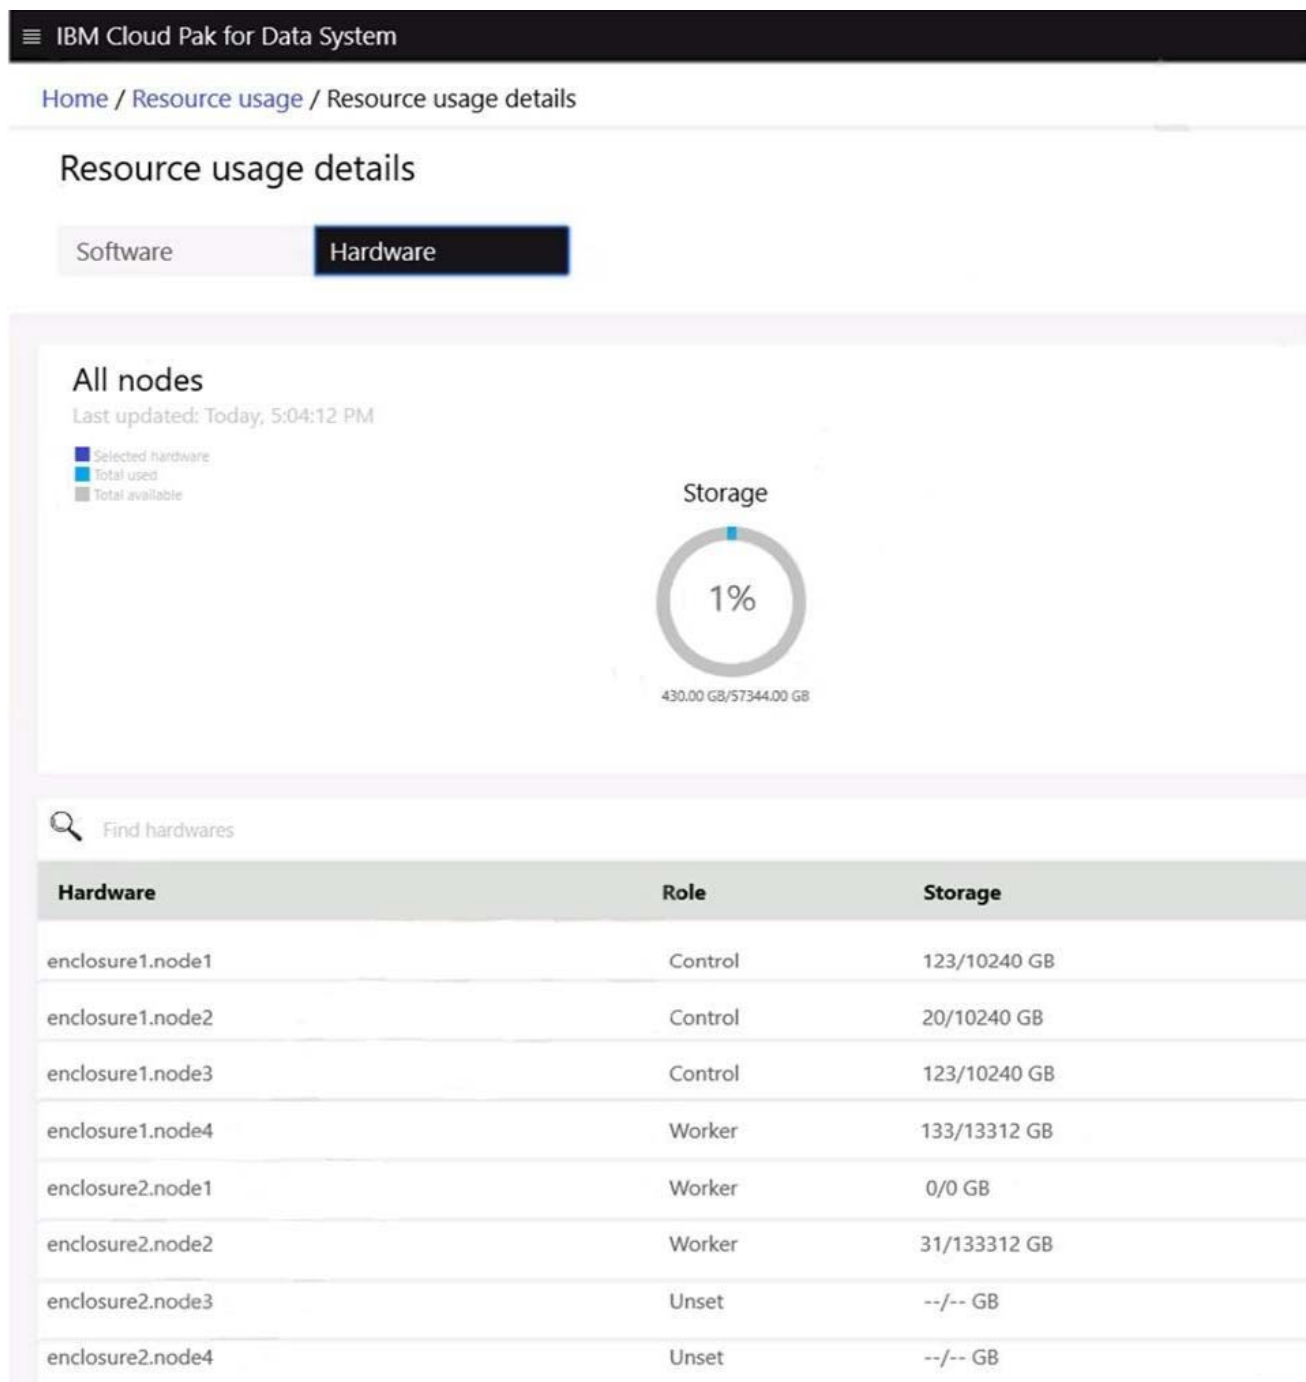 IBM Cloud Pak for Data System
Home / Resource usage / Resource usage details
Resource usage details
Software Hardware
All nodes
Last updated: Today, 5:04:12 PM
Selected hardware
Total used
Total available
Storage
1%
430.00 GB/57344.00 GB
Find hardwares
Hardware Role Storage
enclosure1.node1 Control 123/10240 GB
enclosure1.node2 Control 20/10240 GB
enclosure1.node3 Control 123/10240 GB
enclosure1.node4 Worker 133/13312 GB
enclosure2.node1 Worker 0/0 GB
enclosure2.node2 Worker 31/133312 GB
enclosure2.node3 Unset --/-- GB
enclosure2.node4 Unset --/-- GB